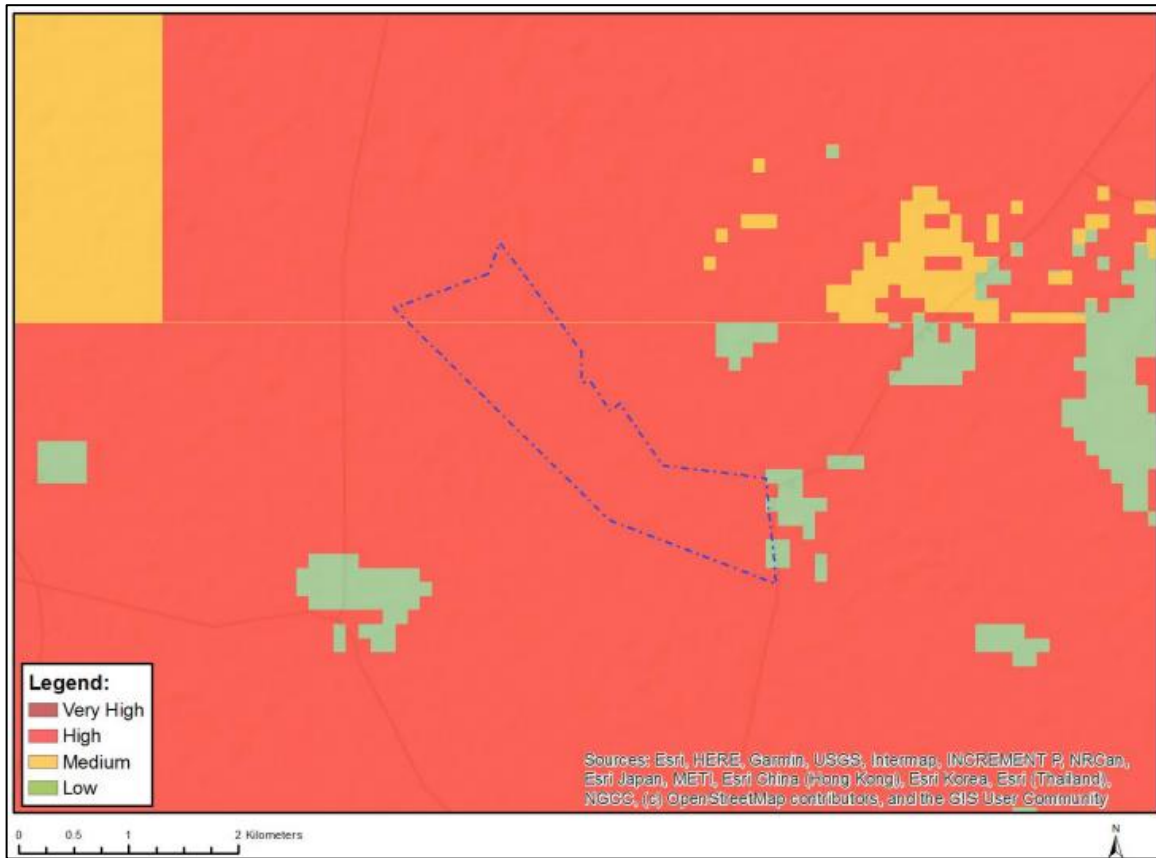 Legend:
Very High
High
Medium
Low
Sources: Esri, HERE, Garmin, USGS, Intermap, INCREMENT P, NRCan,
Esri Japan, METI, Esri China (Hong Kong), Esri Korea, Esri (Thailand),
NGCC, (c) OpenStreetMap contributors, and the GIS User Community
0 0.5 1 2 Kilometers
N